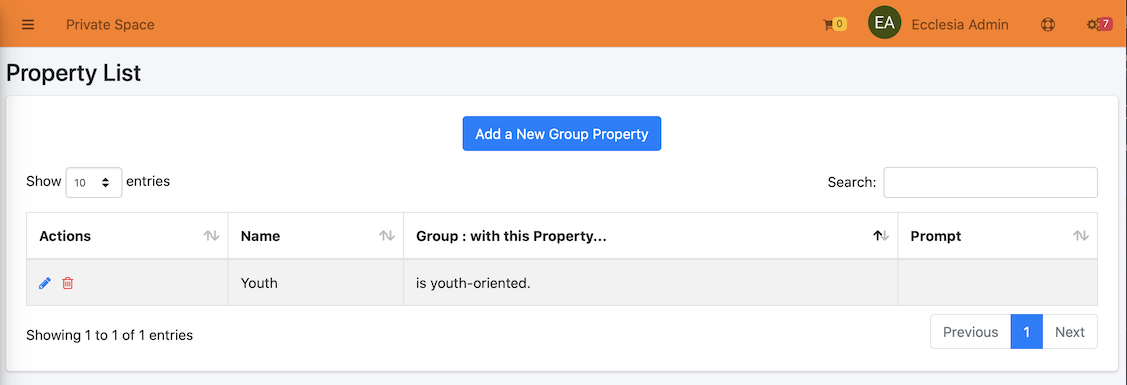 Private Space 0 EA Ecclesia Admin 7
Property List
Add a New Group Property
Show 10 entries Search:
Actions Name Group : with this Property... Prompt
Youth is youth-oriented.
Showing 1 to 1 of 1 entries Previous 1 Next